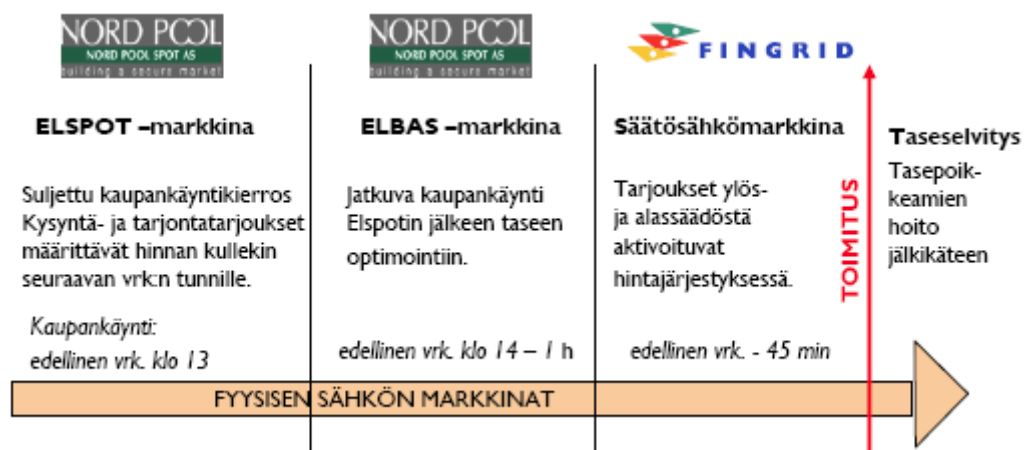 NORD POOL
NORD POOL SPOT AS
building a secure market
ELSPOT –markkina
Suljettu kaupankäyntikierros
Kysyntä- ja tarjontatarjoukset
määrittävät hinnan kullekin
seuraavan vrk:n tunnille.
Kaupankäynti:
edellinen vrk. klo 13
NORD POOL
NORD POOL SPOT AS
building a secure market
ELBAS –markkina
Jatkuva kaupankäynti
Elspotin jälkeen taseen
optimointiin.
edellinen vrk. klo 14 – 1 h
FINGRID
Säätösähkömarkkina
Tarjoukset ylös-
ja alassäädöstä
aktivoituvat
hintajärjestyksessä.
edellinen vrk. - 45 min
TOIMITUS
Taseselvitys
Tasepoik-
keamien
hoito
jälkikäteen
FYYSISEN SÄHKÖN MARKKINAT